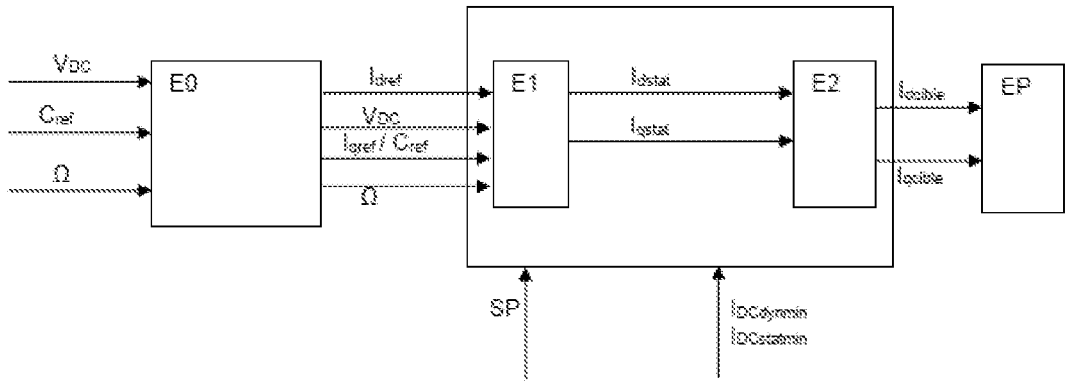 VDC
Cref
Ω
E0
Idref
VDC
Iqref / Cref
Ω
E1
Idstat
Iqstat
E2
Idcible
Iqcible
EP
SP
IDCdynmin
IDCstatmin